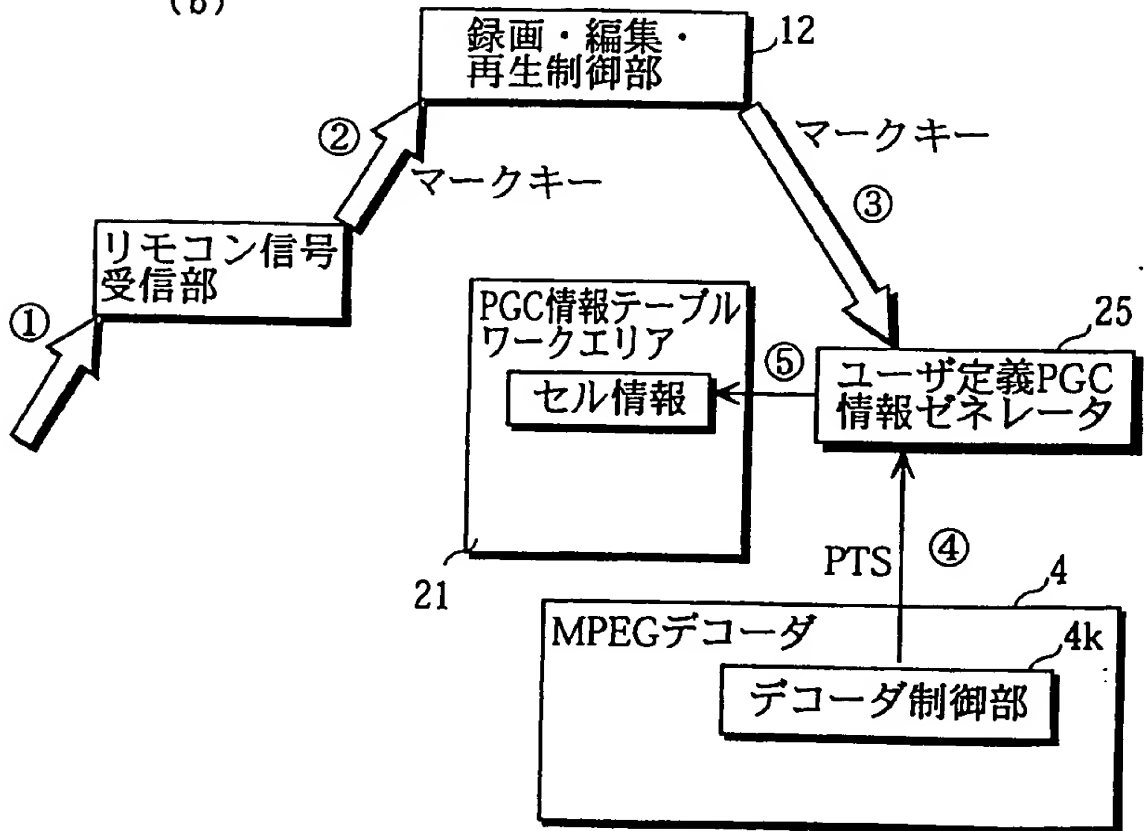 (b)
録画・編集・
再生制御部
12
②
マークキー
マークキー
③
リモコン信号
受信部
①
PGC情報テーブル
ワークエリア
セル情報
⑤
25
ユーザ定義PGC
情報ゼネレータ
21
PTS
④
4
MPEGデコーダ
4k
デコーダ制御部